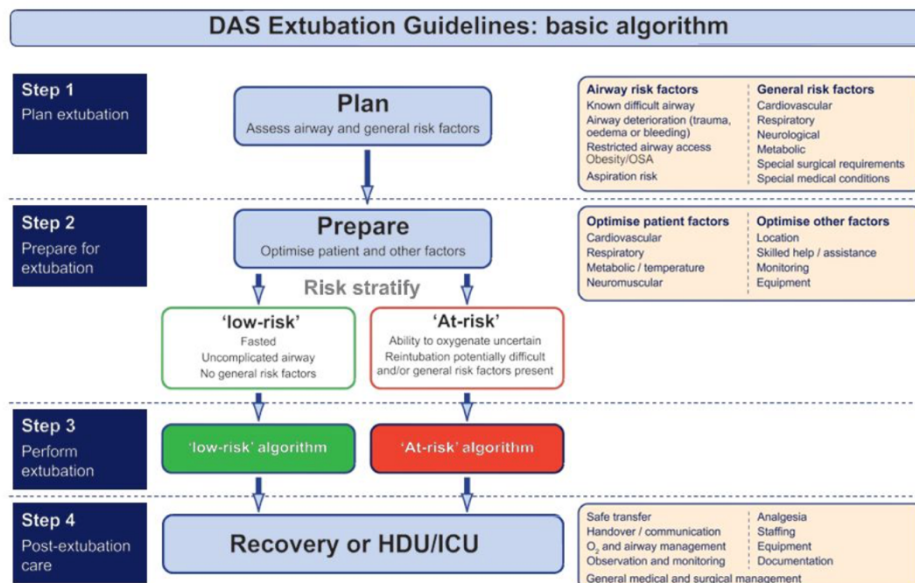 DAS Extubation Guidelines: basic algorithm
Step 1
Plan extubation
Plan
Assess airway and general risk factors
Airway risk factors
Known difficult airway
Airway deterioration (trauma,
oedema or bleeding)
Restricted airway access
Obesity/OSA
Aspiration risk
General risk factors
Cardiovascular
Respiratory
Neurological
Metabolic
Special surgical requirements
Special medical conditions
Step 2
Prepare for
extubation
Prepare
Optimise patient and other factors
Optimise patient factors
Cardiovascular
Respiratory
Metabolic / temperature
Neuromuscular
Optimise other factors
Location
Skilled help / assistance
Monitoring
Equipment
Risk stratify
'low-risk'
Fasted
Uncomplicated airway
No general risk factors
'At-risk'
Ability to oxygenate uncertain
Reintubation potentially difficult
and/or general risk factors present
Step 3
Perform
extubation
'low-risk' algorithm
'At-risk' algorithm
Step 4
Post-extubation
care
Recovery or HDU/ICU
Safe transfer
Handover / communication
O₂ and airway management
Observation and monitoring
General medical and surgical management
Analgesia
Staffing
Equipment
Documentation